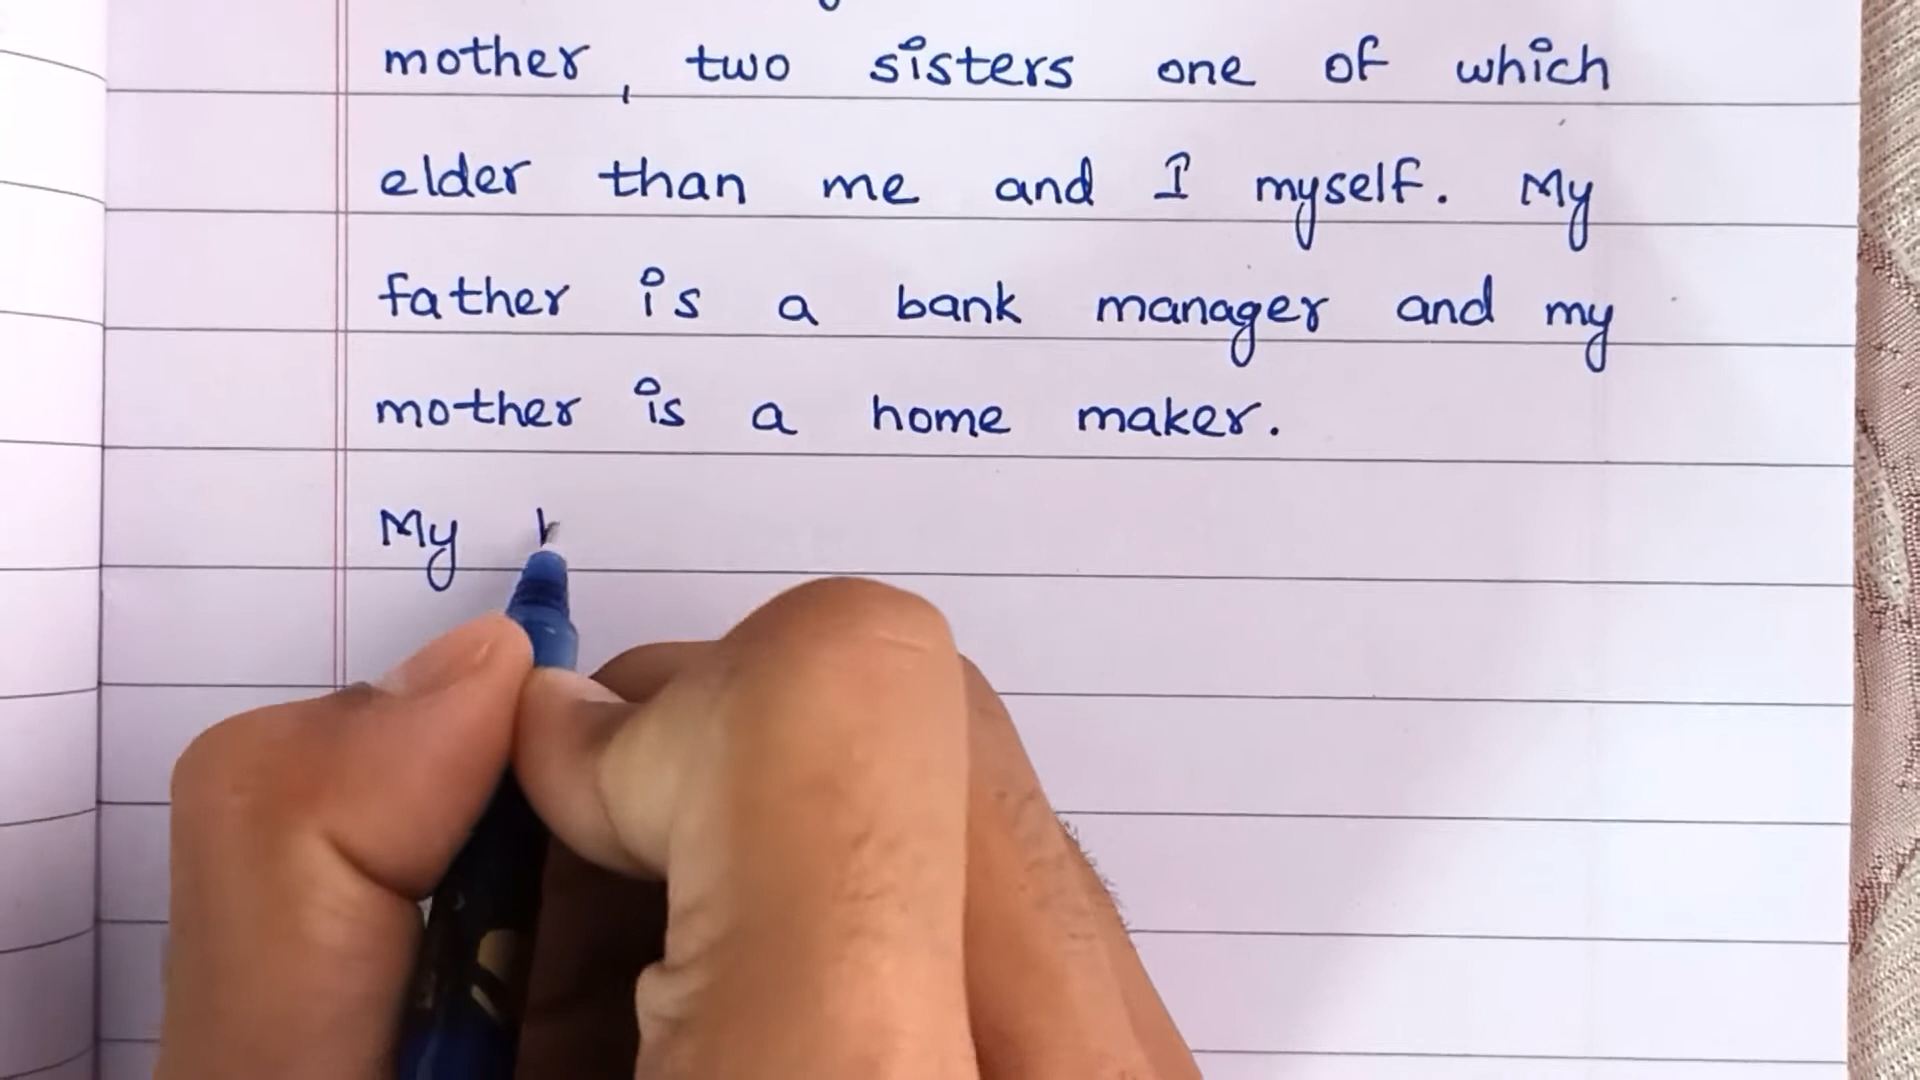 mother, two sisters one of which
elder than me and I myself. My
father is a bank manager and my
mother is a home maker.
My